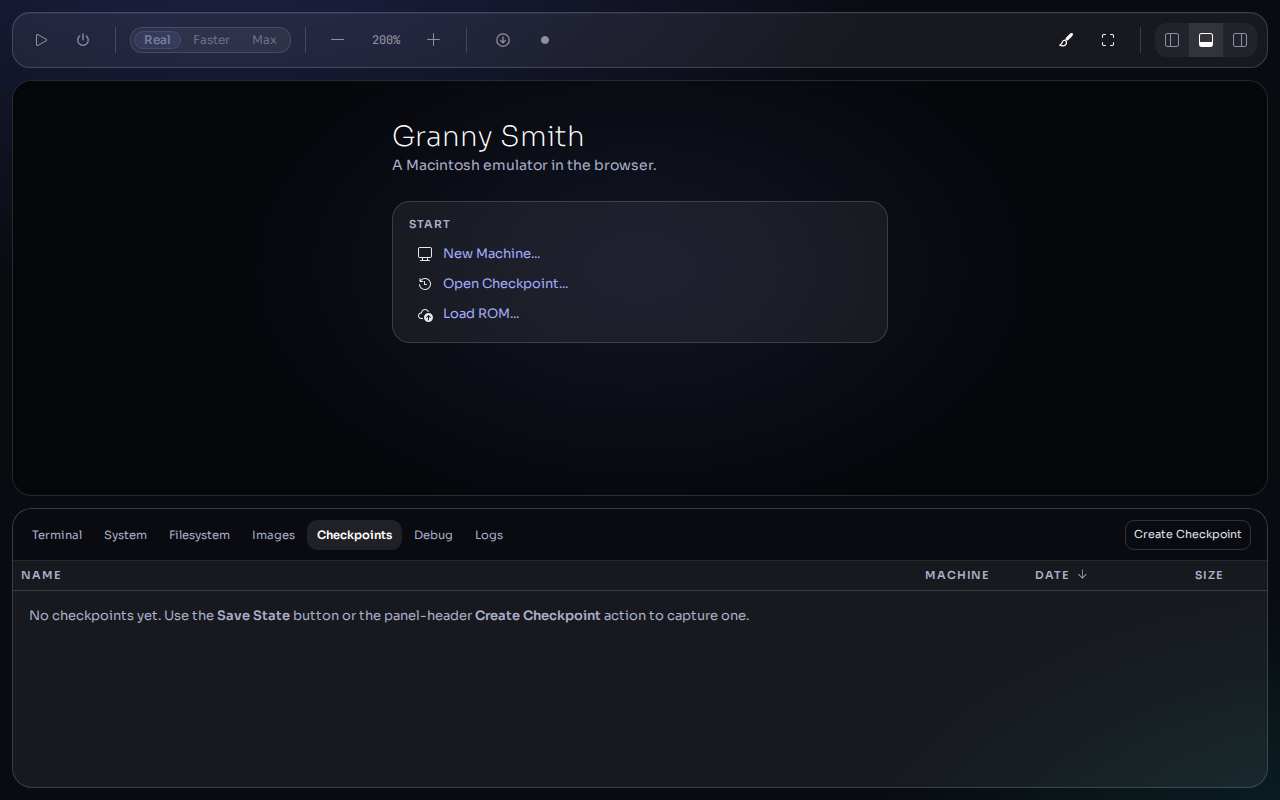 Real Faster Max 200%
Granny Smith
A Macintosh emulator in the browser.
START
New Machine...
Open Checkpoint...
Load ROM...
Terminal System Filesystem Images Checkpoints Debug Logs Create Checkpoint
NAME MACHINE DATE SIZE
No checkpoints yet. Use the Save State button or the panel-header Create Checkpoint action to capture one.